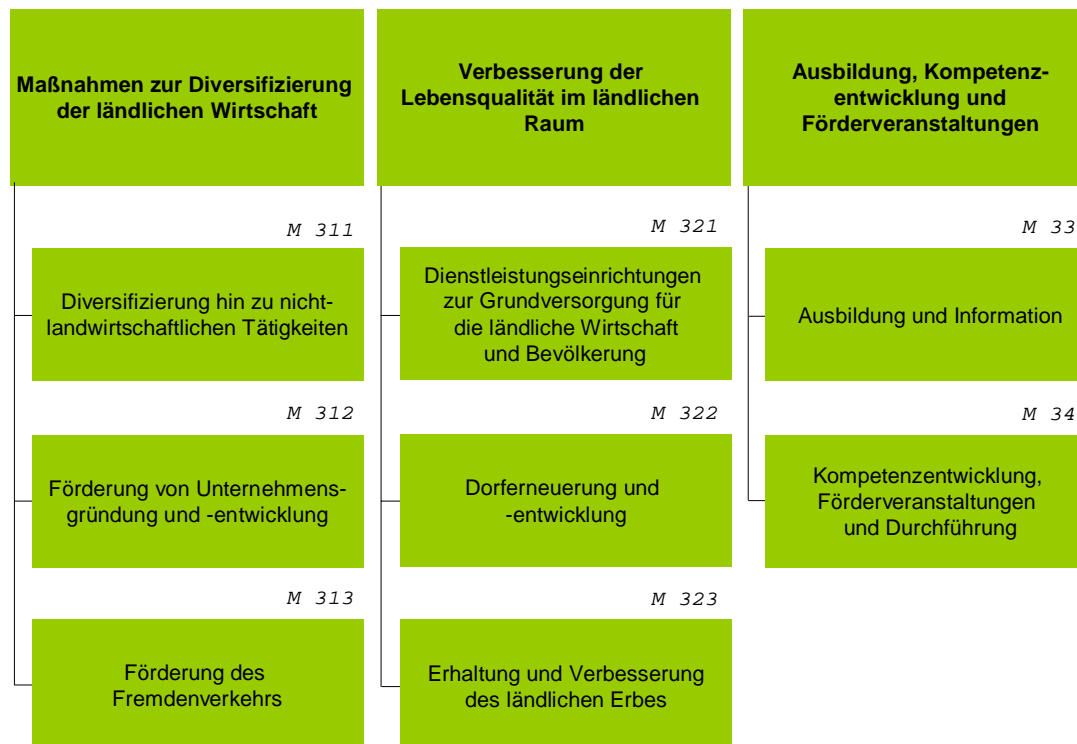 Maßnahmen zur Diversifizierung
der ländlichen Wirtschaft
Verbesserung der
Lebensqualität im ländlichen
Raum
Ausbildung, Kompetenz-
entwicklung und
Förderveranstaltungen
M 311
Diversifizierung hin zu nicht-
landwirtschaftlichen Tätigkeiten
M 312
Förderung von Unternehmens-
gründung und -entwicklung
M 313
Förderung des
Fremdenverkehrs
M 321
Dienstleistungseinrichtungen
zur Grundversorgung für
die ländliche Wirtschaft
und Bevölkerung
M 322
Dorferneuerung und
-entwicklung
M 323
Erhaltung und Verbesserung
des ländlichen Erbes
M 33
Ausbildung und Information
M 34
Kompetenzentwicklung,
Förderveranstaltungen
und Durchführung